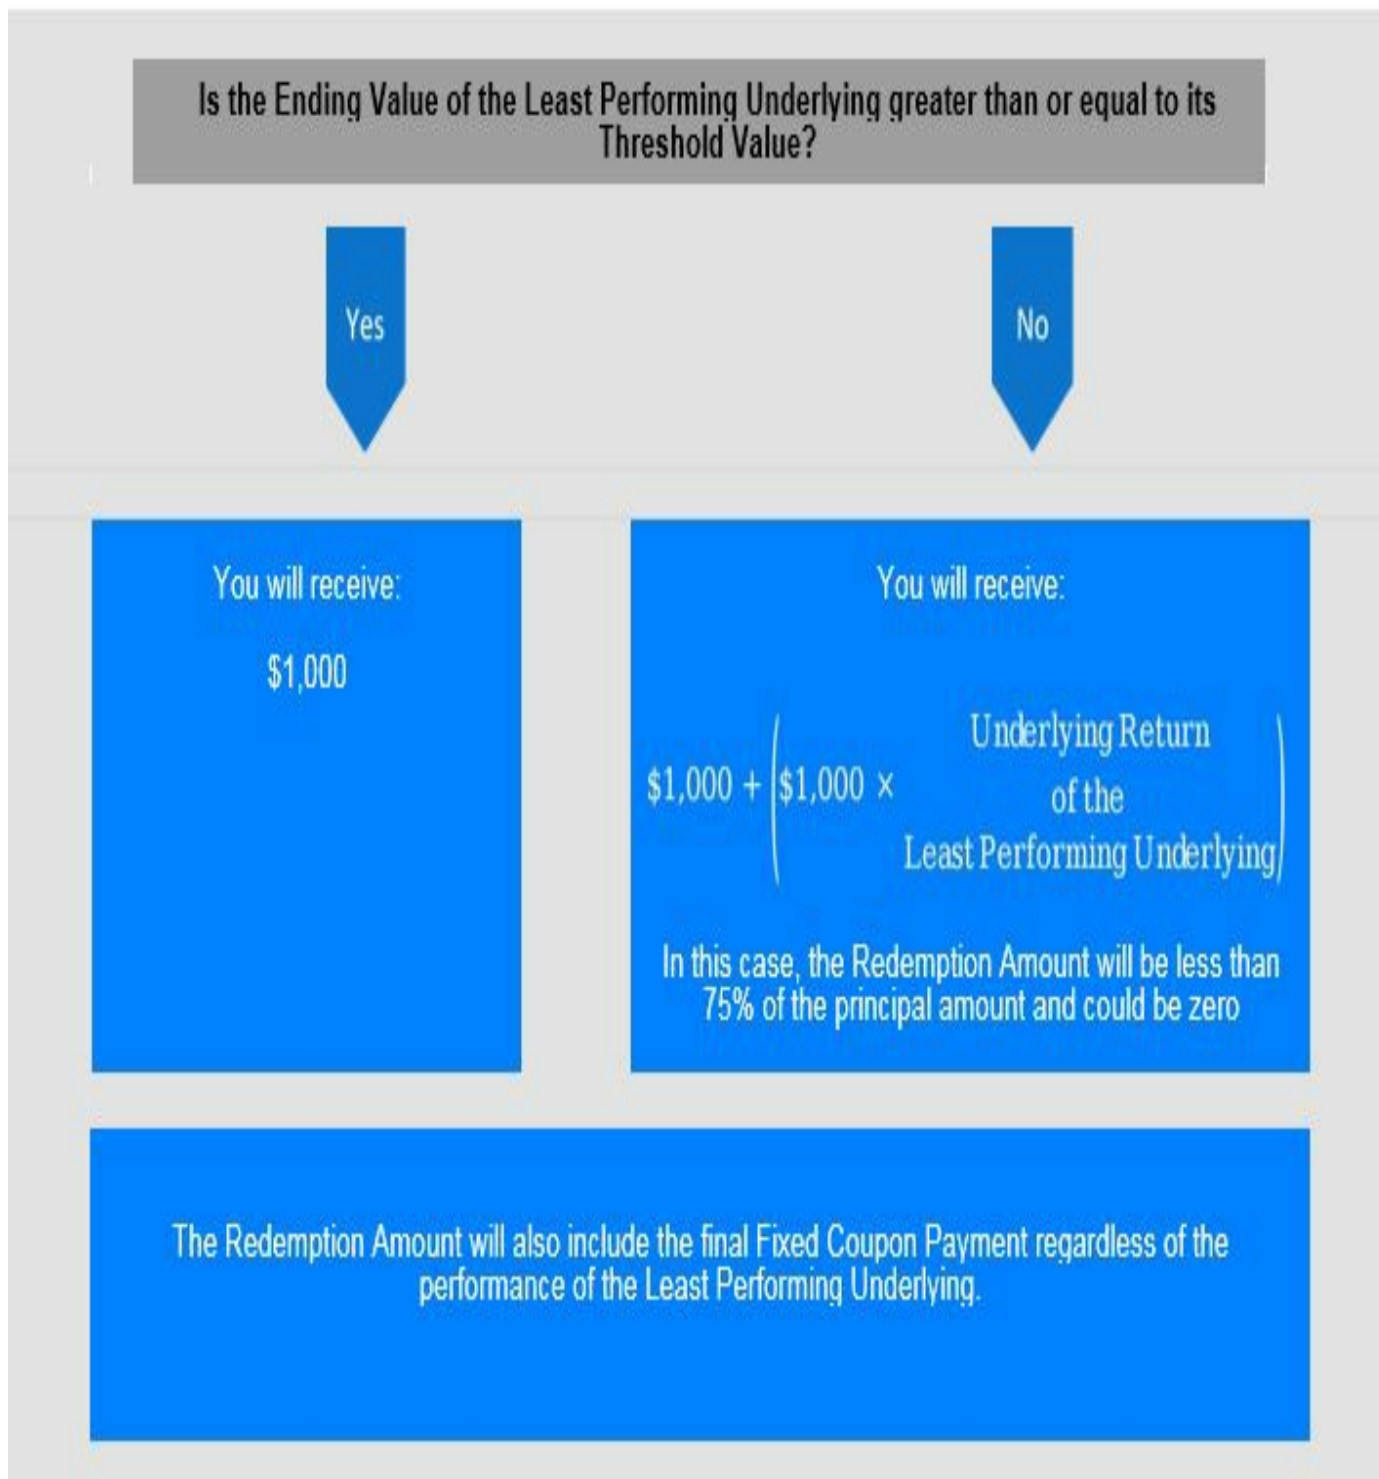 Is the Ending Value of the Least Performing Underlying greater than or equal to its
Threshold Value?
Yes
No
You will receive:
$1,000
You will receive:
$1,000 + ($1,000 × Underlying Return
of the
Least Performing Underlying)
In this case, the Redemption Amount will be less than
75% of the principal amount and could be zero
The Redemption Amount will also include the final Fixed Coupon Payment regardless of the
performance of the Least Performing Underlying.